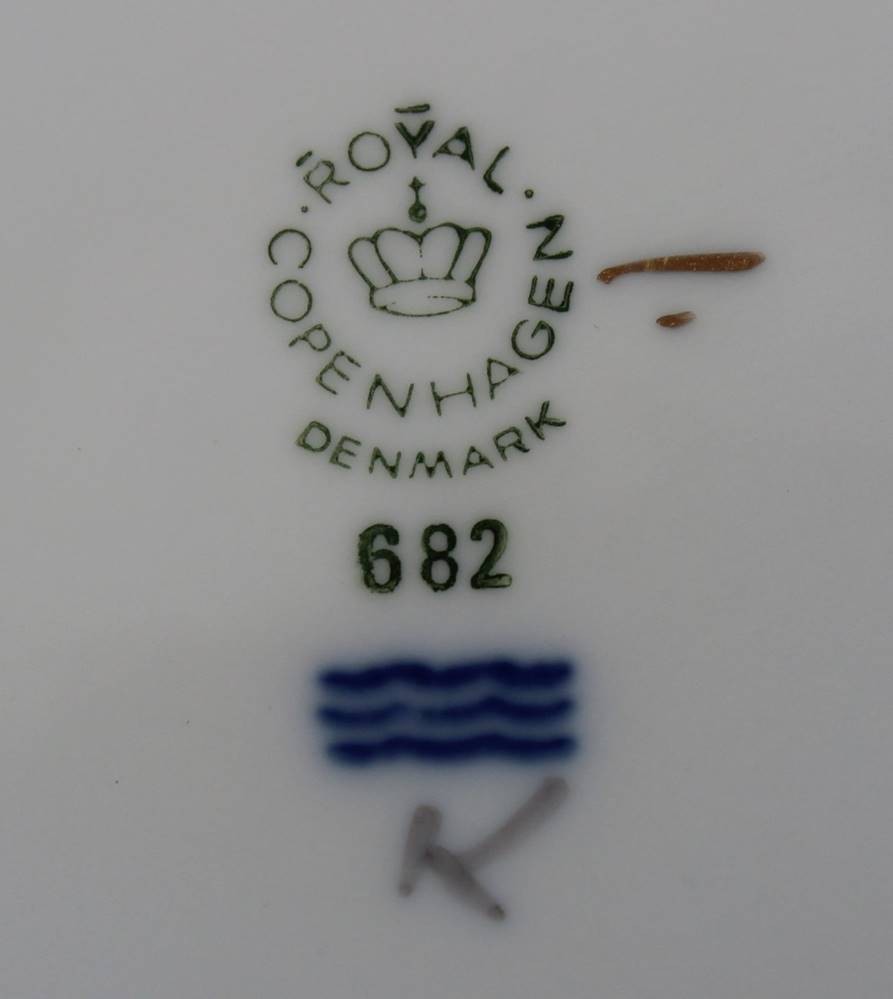 ·ROYAL·
COPENHAGEN
DENMARK
682
K